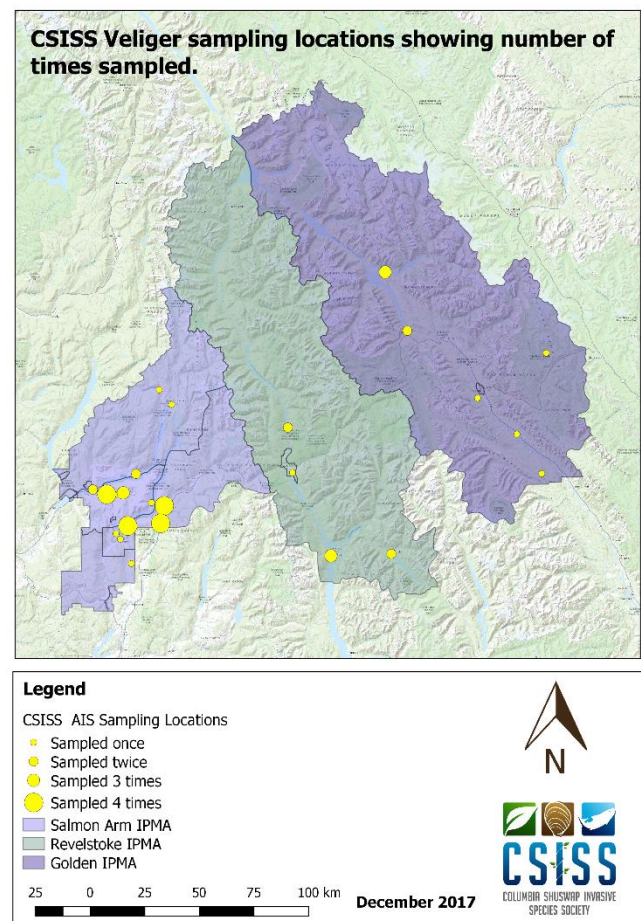 CSISS Veliger sampling locations showing number of
times sampled.
Legend
CSISS AIS Sampling Locations
Sampled once
Sampled twice
Sampled 3 times
Sampled 4 times
Salmon Arm IPMA
Revelstoke IPMA
Golden IPMA
25 0 25 50 75 100 km
December 2017
N
CSISS
COLUMBIA SHUSWAP INVASIVE
SPECIES SOCIETY